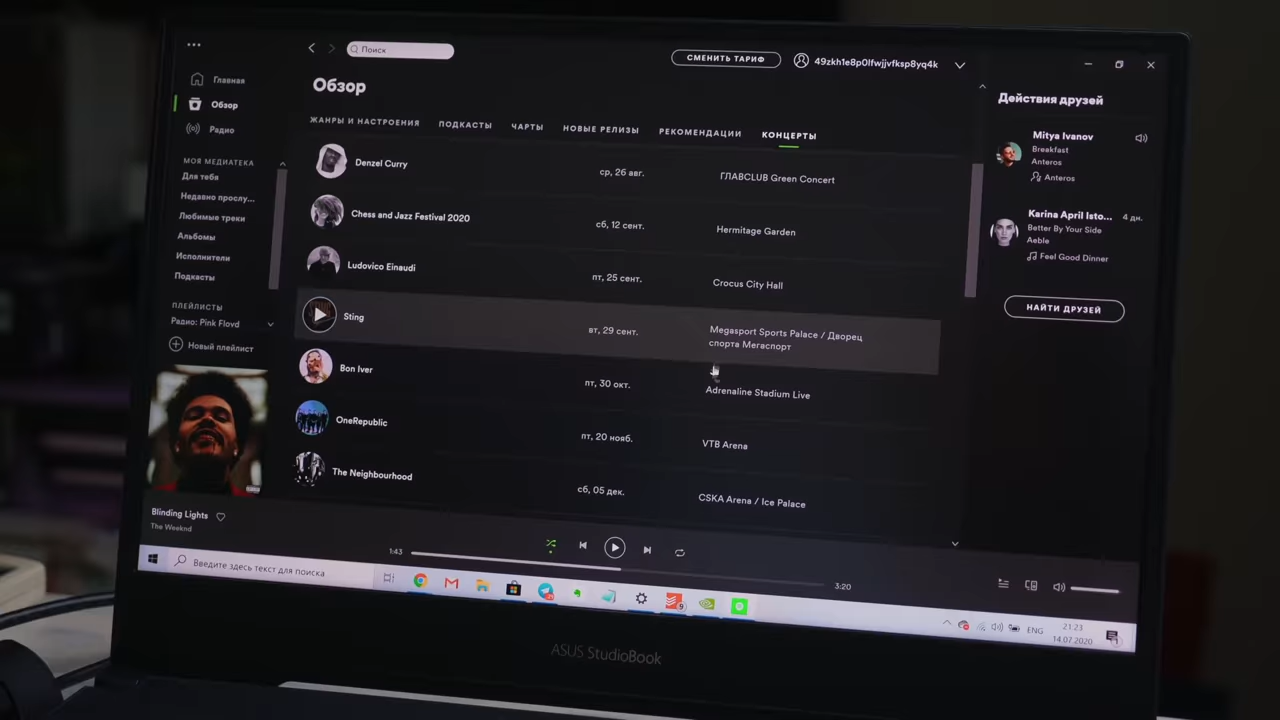 Поиск
СМЕНИТЬ ТАРИФ
49zkh1e8p0lfwjjvfksp8yq4k
Главная
Обзор
Радио
МОЯ МЕДИАТЕКА
Для тебя
Недавно прослу...
Любимые треки
Альбомы
Исполнители
Подкасты
ПЛЕЙЛИСТЫ
Радио: Pink Floyd
Новый плейлист
Обзор
ЖАНРЫ И НАСТРОЕНИЯ ПОДКАСТЫ ЧАРТЫ НОВЫЕ РЕЛИЗЫ РЕКОМЕНДАЦИИ КОНЦЕРТЫ
Denzel Curry ср, 26 авг. ГЛАВCLUB Green Concert
Chess and Jazz Festival 2020 сб, 12 сент. Hermitage Garden
Ludovico Einaudi пт, 25 сент. Crocus City Hall
Sting вт, 29 сент. Megasport Sports Palace / Дворец
спорта Мегаспорт
Bon Iver пт, 30 окт. Adrenaline Stadium Live
OneRepublic пт, 20 нояб. VTB Arena
The Neighbourhood сб, 05 дек. CSKA Arena / Ice Palace
Действия друзей
Mitya Ivanov
Breekfast
Anteros
Anteros
Karina April Isto... 4 дн.
Better By Your Side
Aeble
Feel Good Dinner
НАЙТИ ДРУЗЕЙ
Blinding Lights
The Weeknd
1:43
3:20
Введите здесь текст для поиска
9
ENG
21:23
14.07.2020
ASUS StudioBook